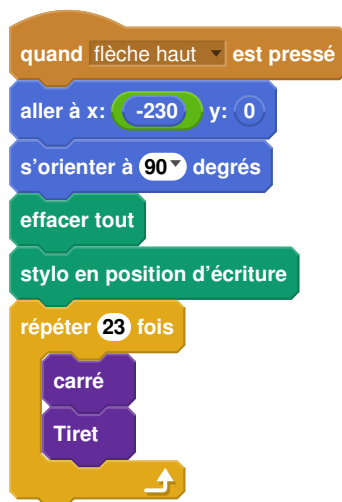 quand flèche haut est pressé
aller à x: -230 y: 0
s'orienter à 90 degrés
effacer tout
stylo en position d'écriture
répéter 23 fois
carré
Tiret